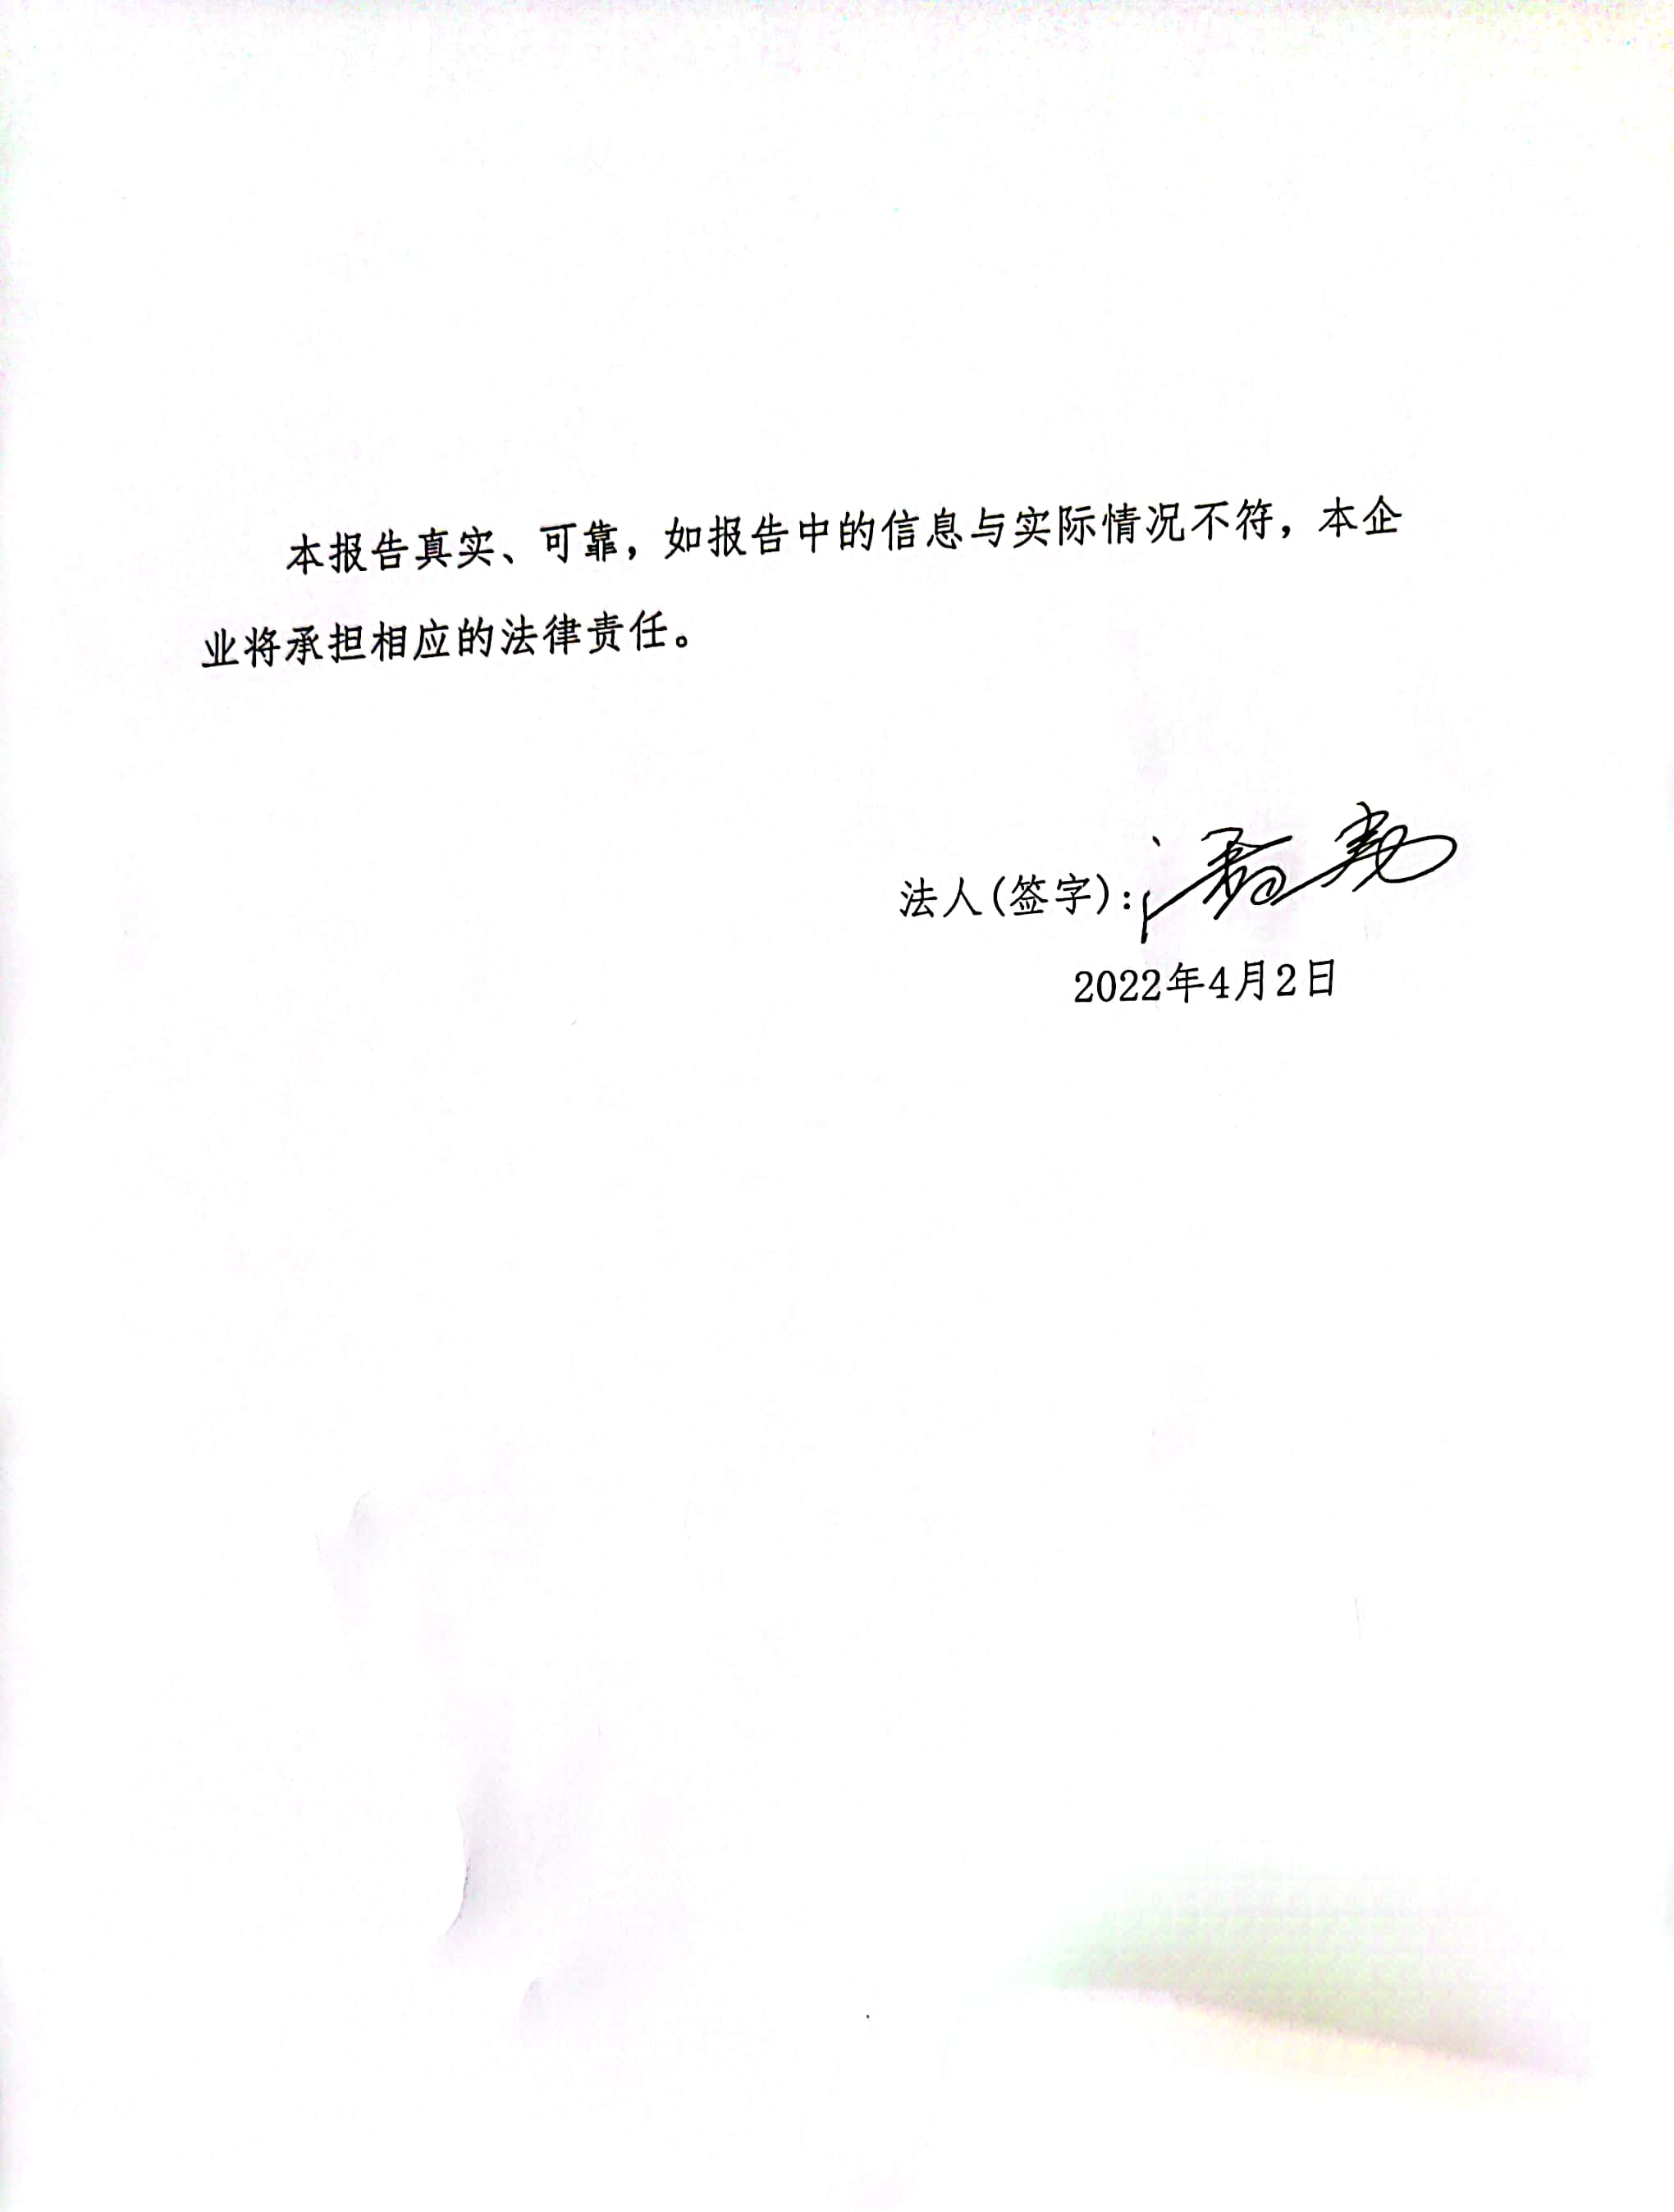 本报告真实、可靠，如报告中的信息与实际情况不符，本企
业将承担相应的法律责任。
法人(签字):
2022年4月2日